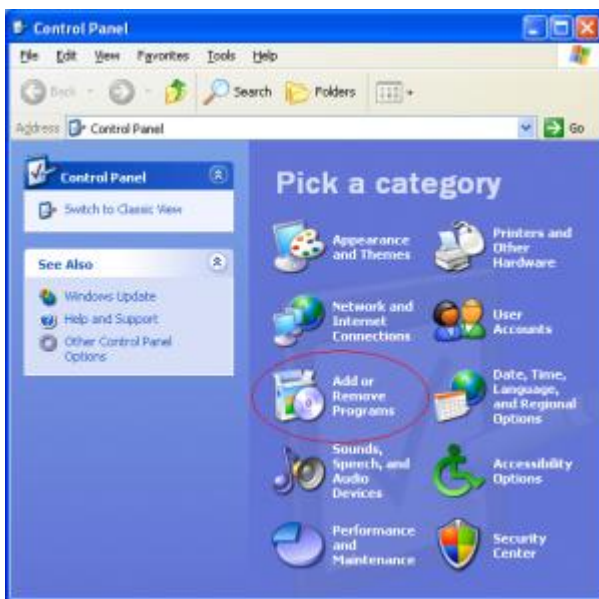 Control Panel
File Edit View Favorites Tools Help
Back Search Folders
Address Control Panel Go
Control Panel
Switch to Classic View
See Also
Windows Update
Help and Support
Other Control Panel
Options
Pick a category
Appearance
and Themes
Printers and
Other
Hardware
Network and
Internet
Connections
User
Accounts
Add or
Remove
Programs
Date, Time,
Language,
and Regional
Options
Sounds,
Speech, and
Audio
Devices
Accessibility
Options
Performance
and
Maintenance
Security
Center